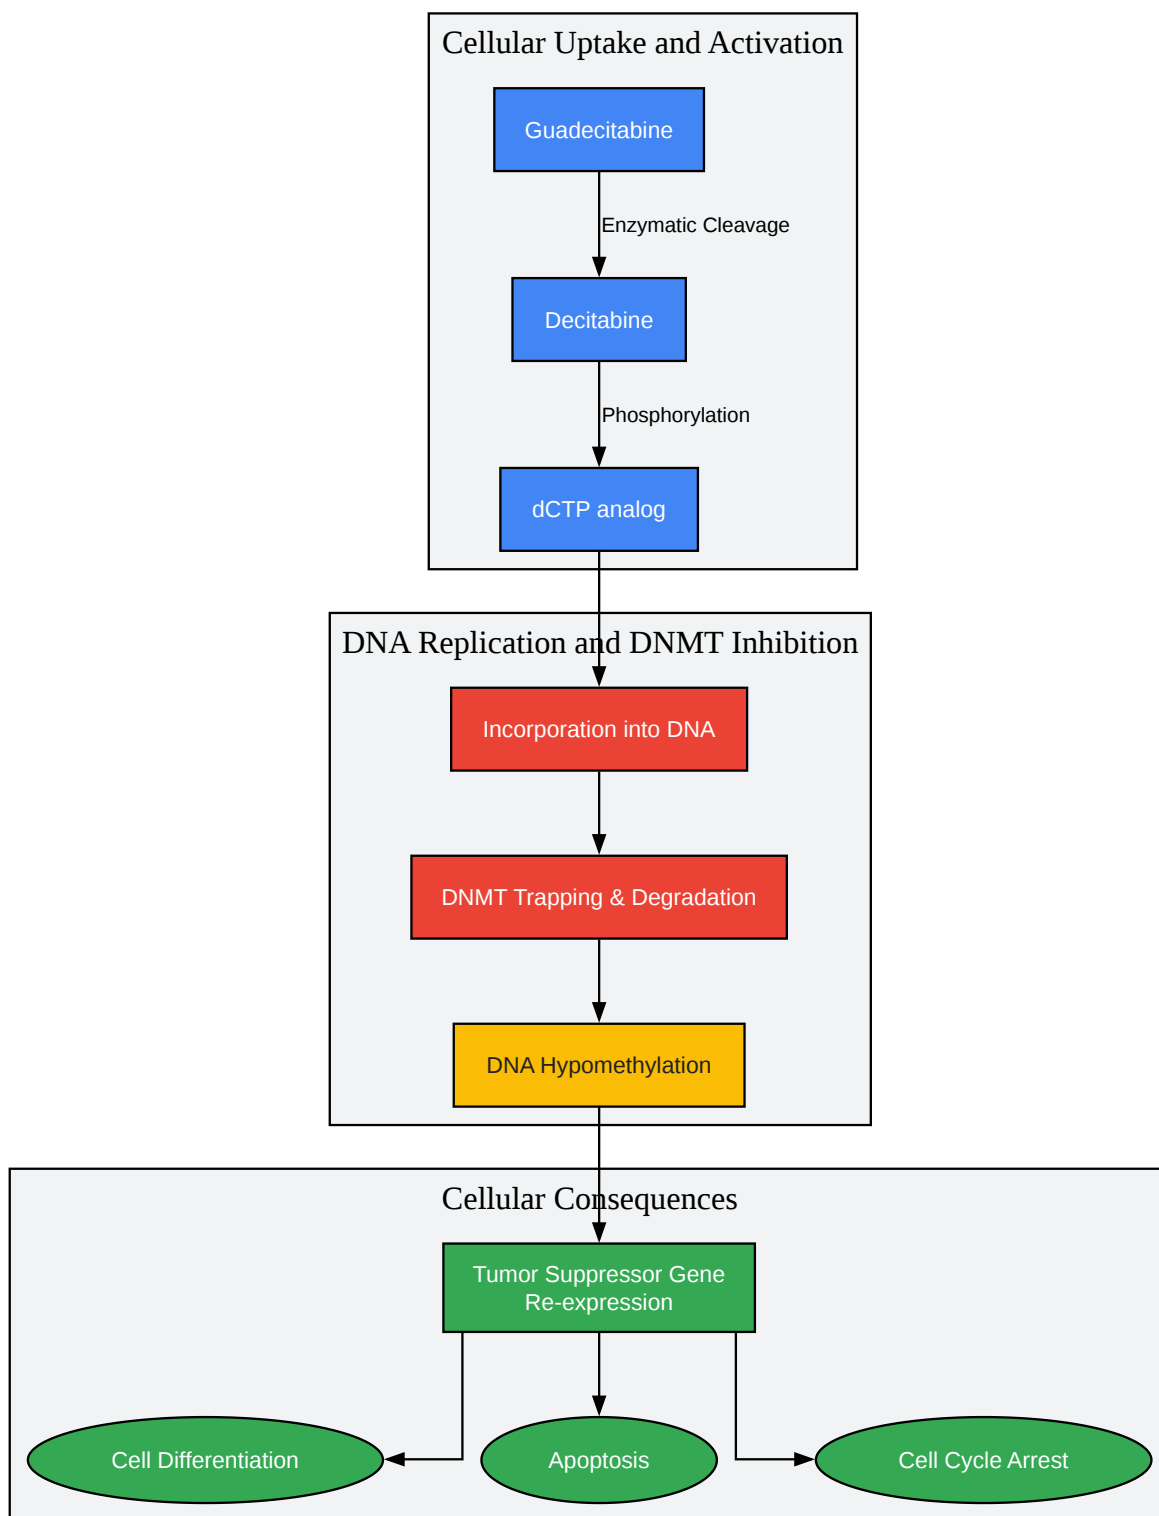 Cellular Uptake and Activation
Guadecitabine
Enzymatic Cleavage
Decitabine
Phosphorylation
dCTP analog
DNA Replication and DNMT Inhibition
Incorporation into DNA
DNMT Trapping & Degradation
DNA Hypomethylation
Cellular Consequences
Tumor Suppressor Gene
Re-expression
Cell Differentiation
Apoptosis
Cell Cycle Arrest